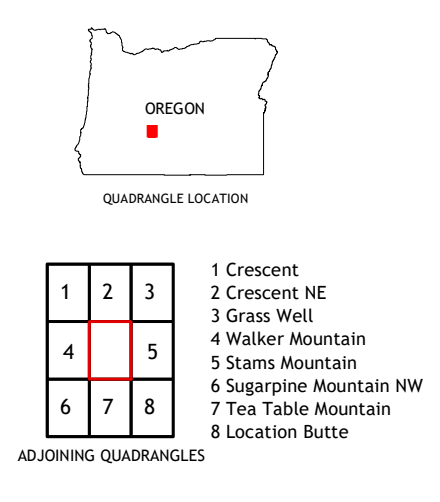 OREGON
QUADRANGLE LOCATION
1 2 3
4 5
6 7 8
ADJOINING QUADRANGLES
1 Crescent
2 Crescent NE
3 Grass Well
4 Walker Mountain
5 Stams Mountain
6 Sugarpine Mountain NW
7 Tea Table Mountain
8 Location Butte